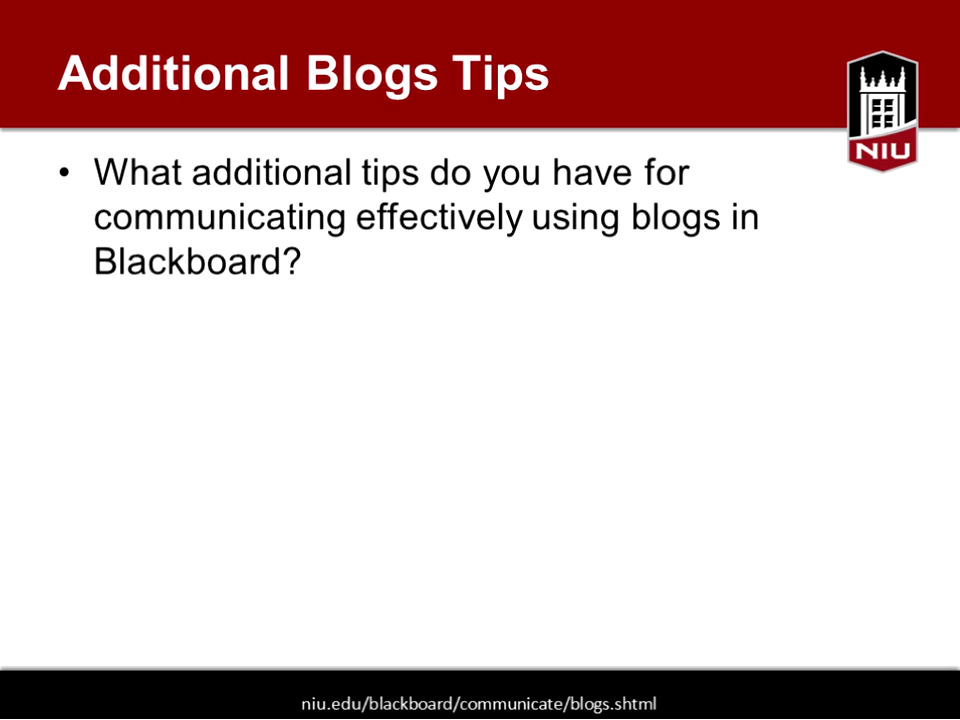 Additional Blogs Tips
NIU
• What additional tips do you have for
communicating effectively using blogs in
Blackboard?
niu.edu/blackboard/communicate/blogs.shtml